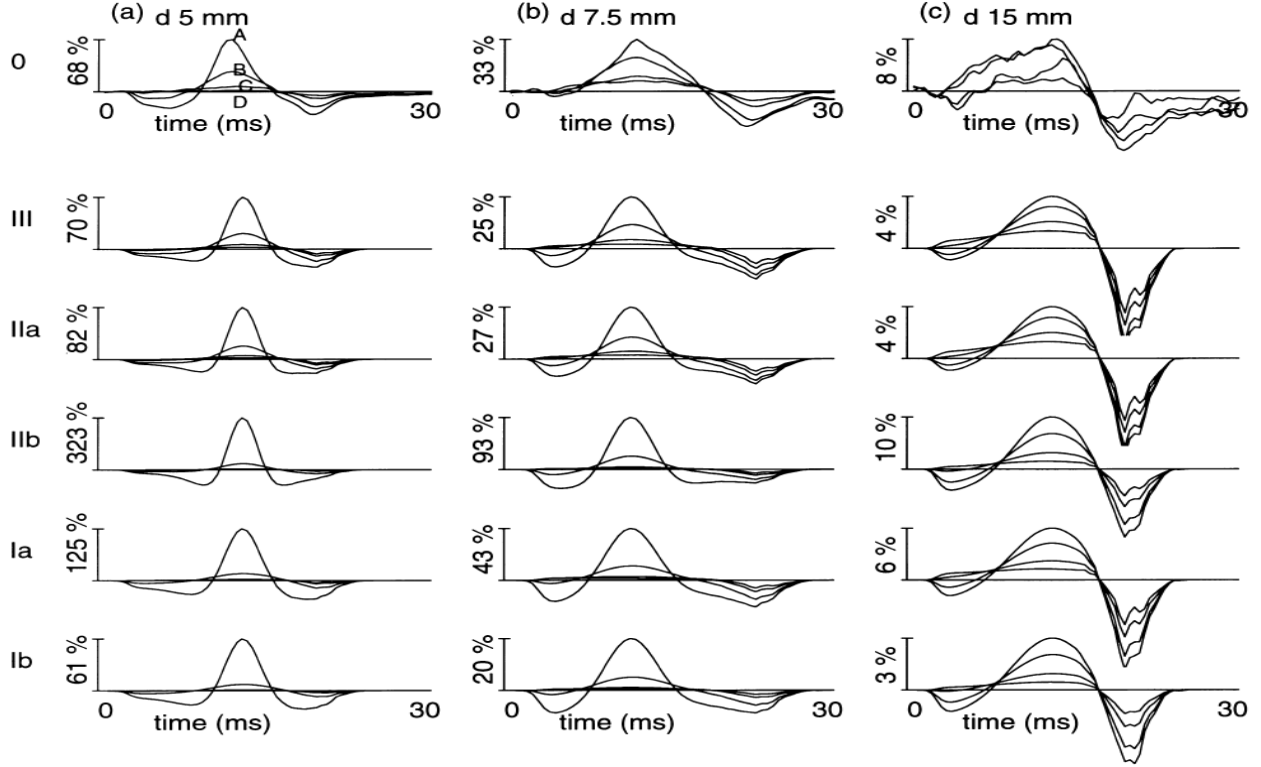 (a) d 5 mm (b) d 7.5 mm (c) d 15 mm
0 68 % A B C D 33 % 8 %
0 30 0 30 0 30
time (ms) time (ms) time (ms)
III 70 % 25 % 4 %
IIa 82 % 27 % 4 %
IIb 323 % 93 % 10 %
Ia 125 % 43 % 6 %
Ib 61 % 20 % 3 %
0 30 0 30 0 30
time (ms) time (ms) time (ms)